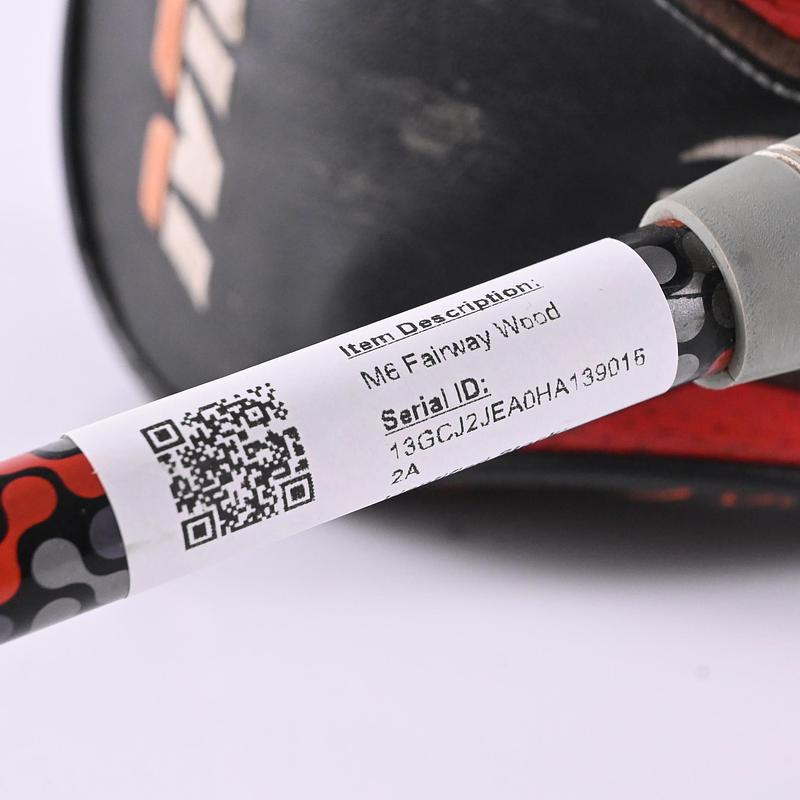 Item Description:
M6 Fairway Wood
Serial ID:
13GCJ2JEA0HA139016
2A